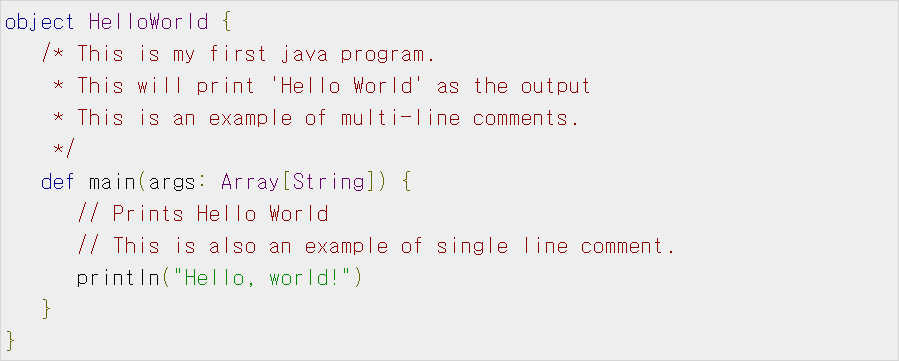 object HelloWorld {
   /* This is my first java program.
    * This will print 'Hello World' as the output
    * This is an example of multi-line comments.
    */
   def main(args: Array[String]) {
      // Prints Hello World
      // This is also an example of single line comment.
      println("Hello, world!")
   }
}